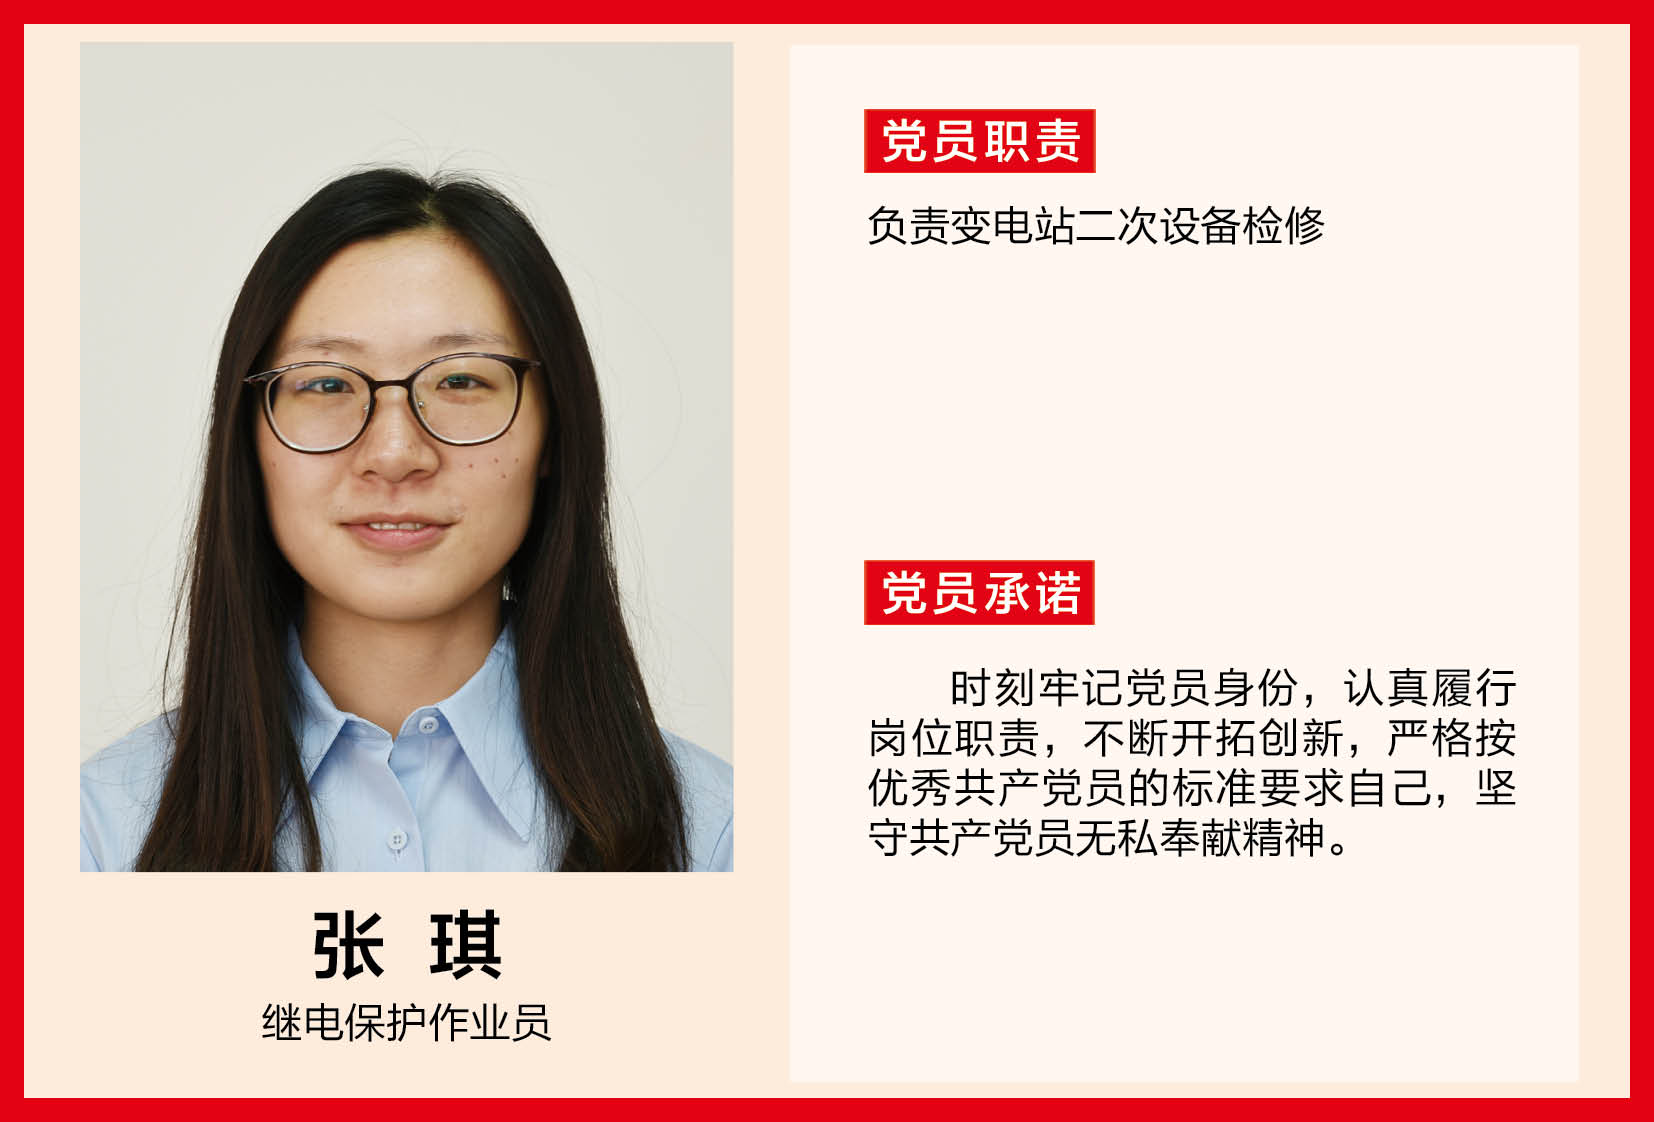 党员职责
负责变电站二次设备检修
党员承诺
时刻牢记党员身份，认真履行
岗位职责，不断开拓创新，严格按
优秀共产党员的标准要求自己，坚
守共产党员无私奉献精神。
张 琪
继电保护作业员